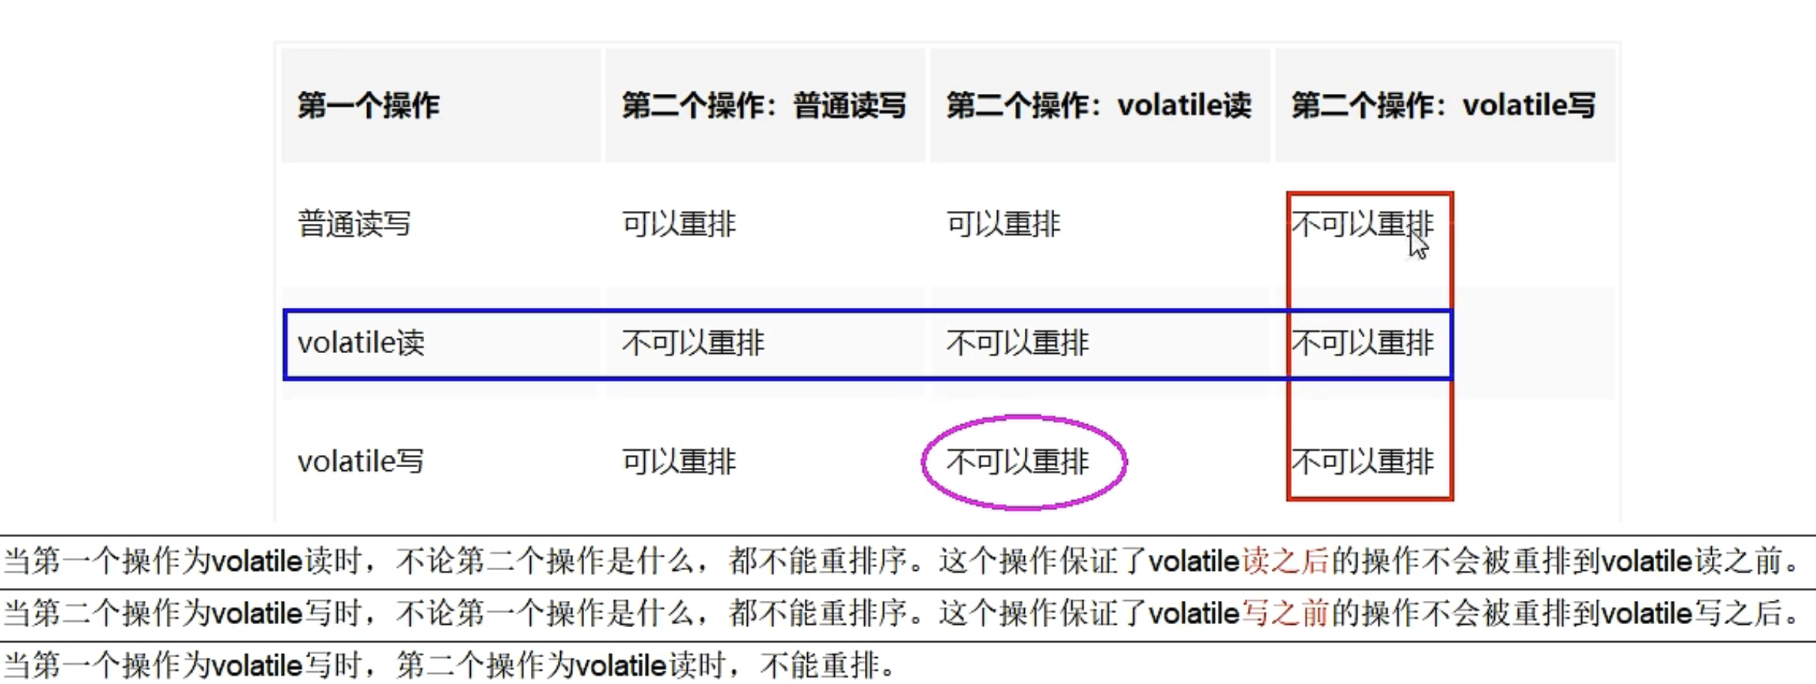 第一个操作 第二个操作：普通读写 第二个操作：volatile读 第二个操作：volatile写
普通读写 可以重排 可以重排 不可以重排
volatile读 不可以重排 不可以重排 不可以重排
volatile写 可以重排 不可以重排 不可以重排
当第一个操作为volatile读时，不论第二个操作是什么，都不能重排序。这个操作保证了volatile读之后的操作不会被重排到volatile读之前。
当第二个操作为volatile写时，不论第一个操作是什么，都不能重排序。这个操作保证了volatile写之前的操作不会被重排到volatile写之后。
当第一个操作为volatile写时，第二个操作为volatile读时，不能重排。